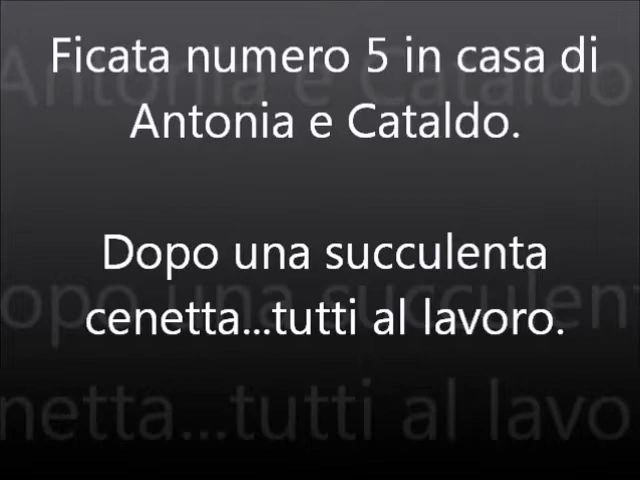 Ficata numero 5 in casa di
Antonia e Cataldo.
Dopo una succulenta
cenetta...tutti al lavoro.